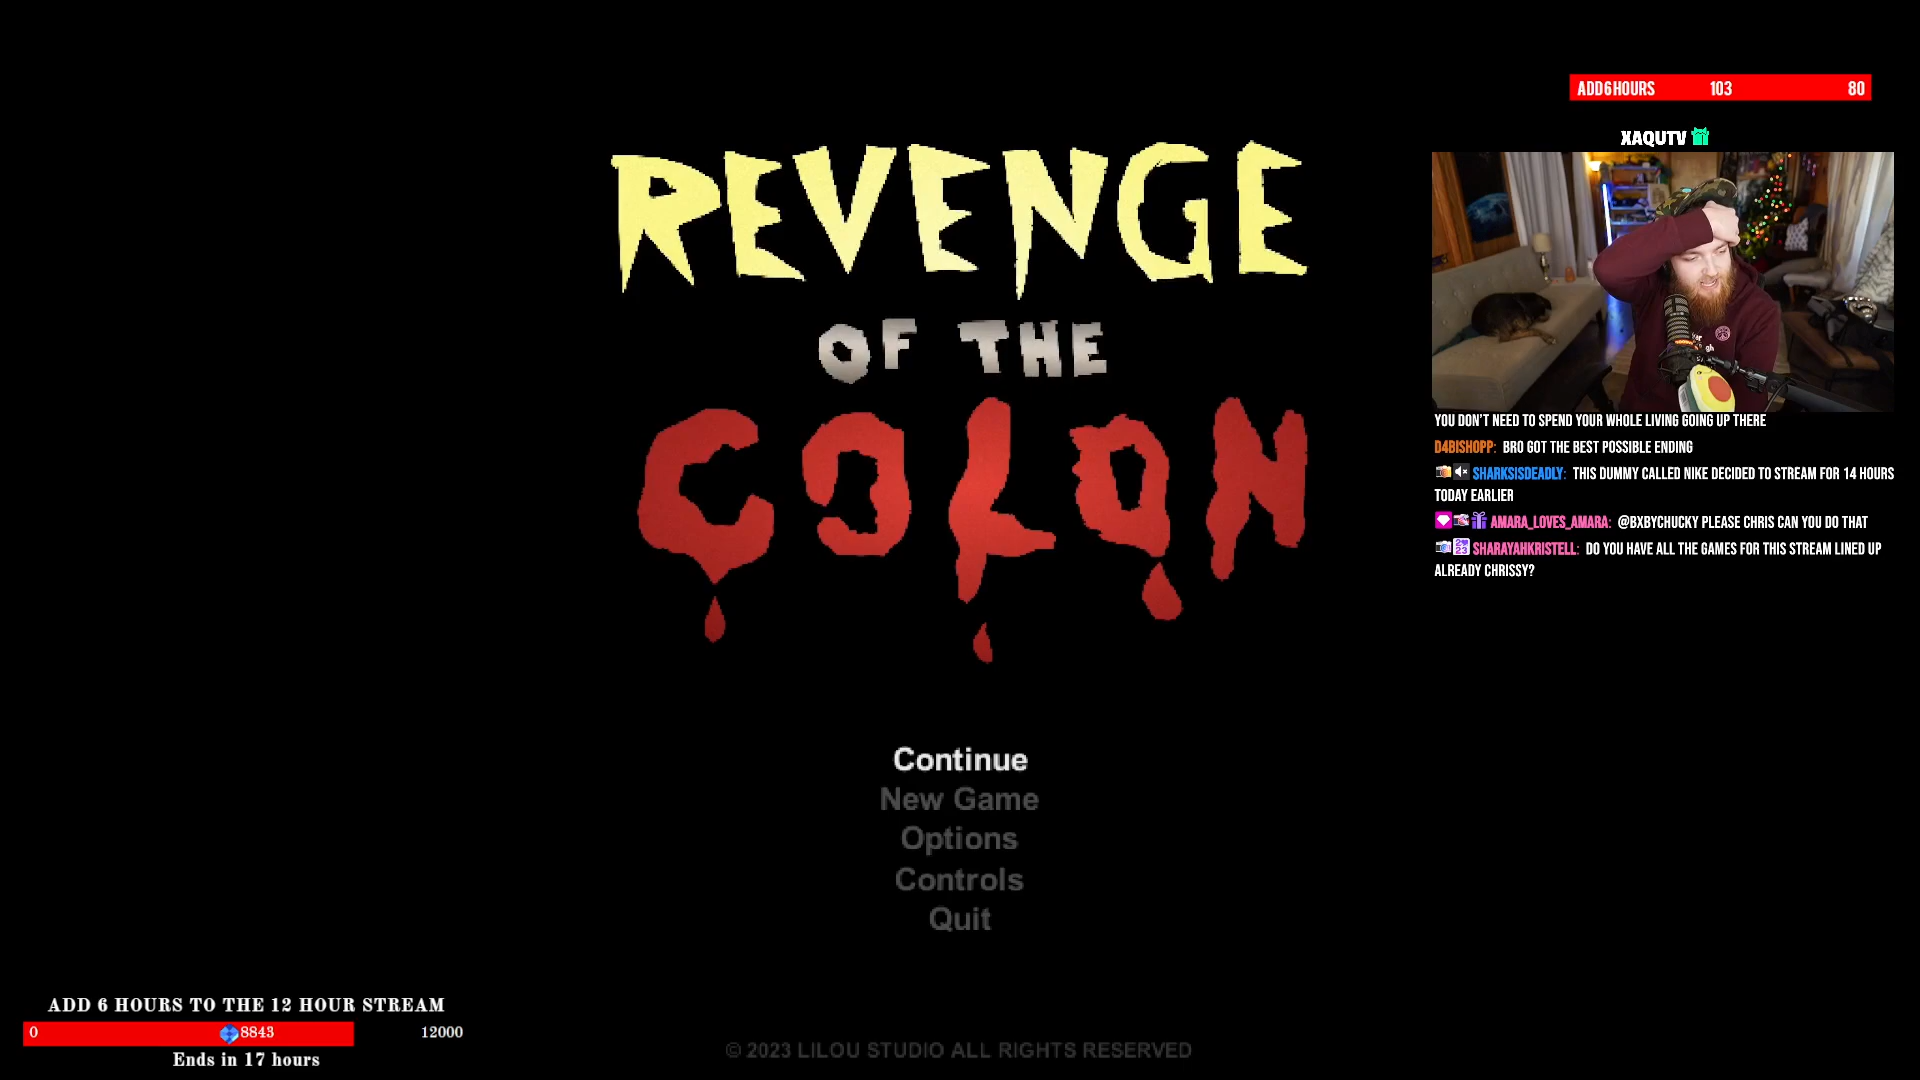 ADD6HOURS 103 80
XAQUTV
REVENGE
OF THE
COLON
YOU DON'T NEED TO SPEND YOUR WHOLE LIVING GOING UP THERE
D4BISHOPP: BRO GOT THE BEST POSSIBLE ENDING
SHARKSISDEADLY: THIS DUMMY CALLED NIKE DECIDED TO STREAM FOR 14 HOURS
TODAY EARLIER
AMARA_LOVES_AMARA: @BXBYCHUCKY PLEASE CHRIS CAN YOU DO THAT
SHARAYAHKRISTELL: DO YOU HAVE ALL THE GAMES FOR THIS STREAM LINED UP
ALREADY CHRISSY?
Continue
New Game
Options
Controls
Quit
ADD 6 HOURS TO THE 12 HOUR STREAM
0 8843 12000
Ends in 17 hours
© 2023 LILOU STUDIO ALL RIGHTS RESERVED